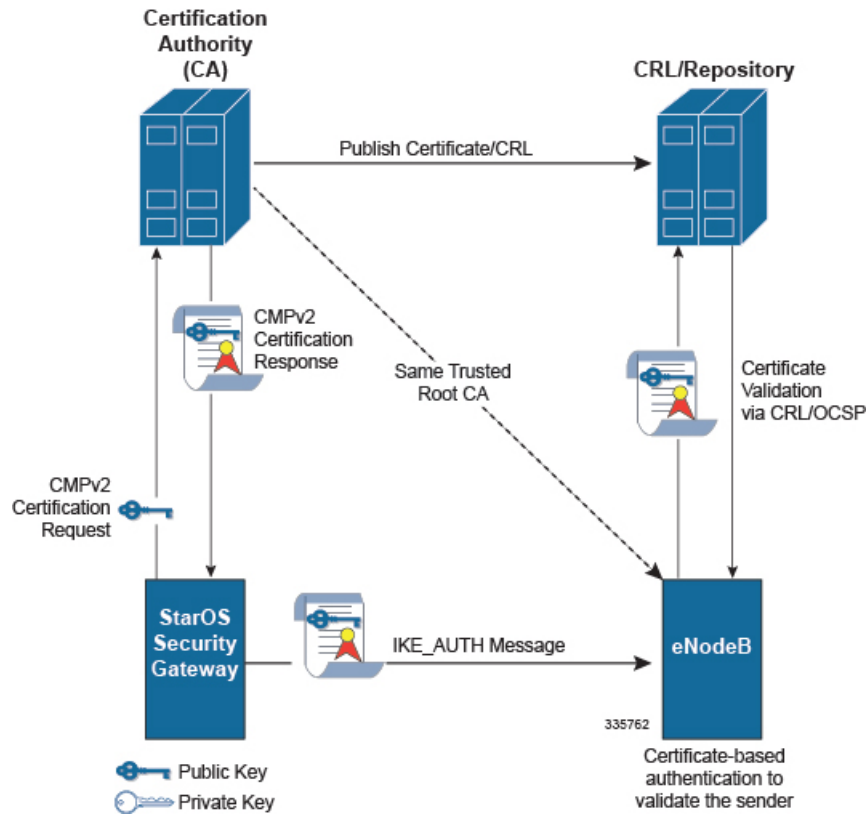 Certification
Authority
(CA)
CRL/Repository
Publish Certificate/CRL
CMPv2
Certification
Response
Same Trusted
Root CA
Certificate
Validation
via CRL/OCSP
CMPv2
Certification
Request
StarOS
Security
Gateway
IKE_AUTH Message
eNodeB
335762
Certificate-based
authentication to
validate the sender
Public Key
Private Key